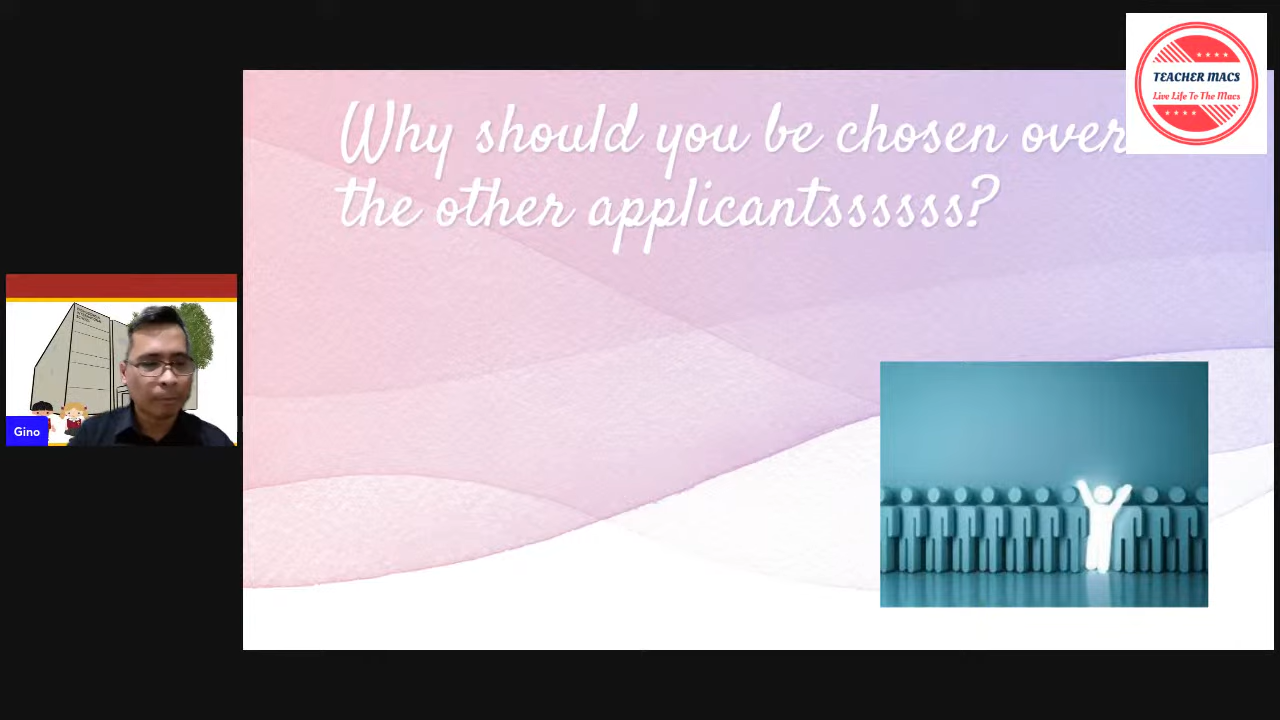 Why should you be chosen over
the other applicantssssss?
TEACHER MACS
Live Life To The Macs
Gino